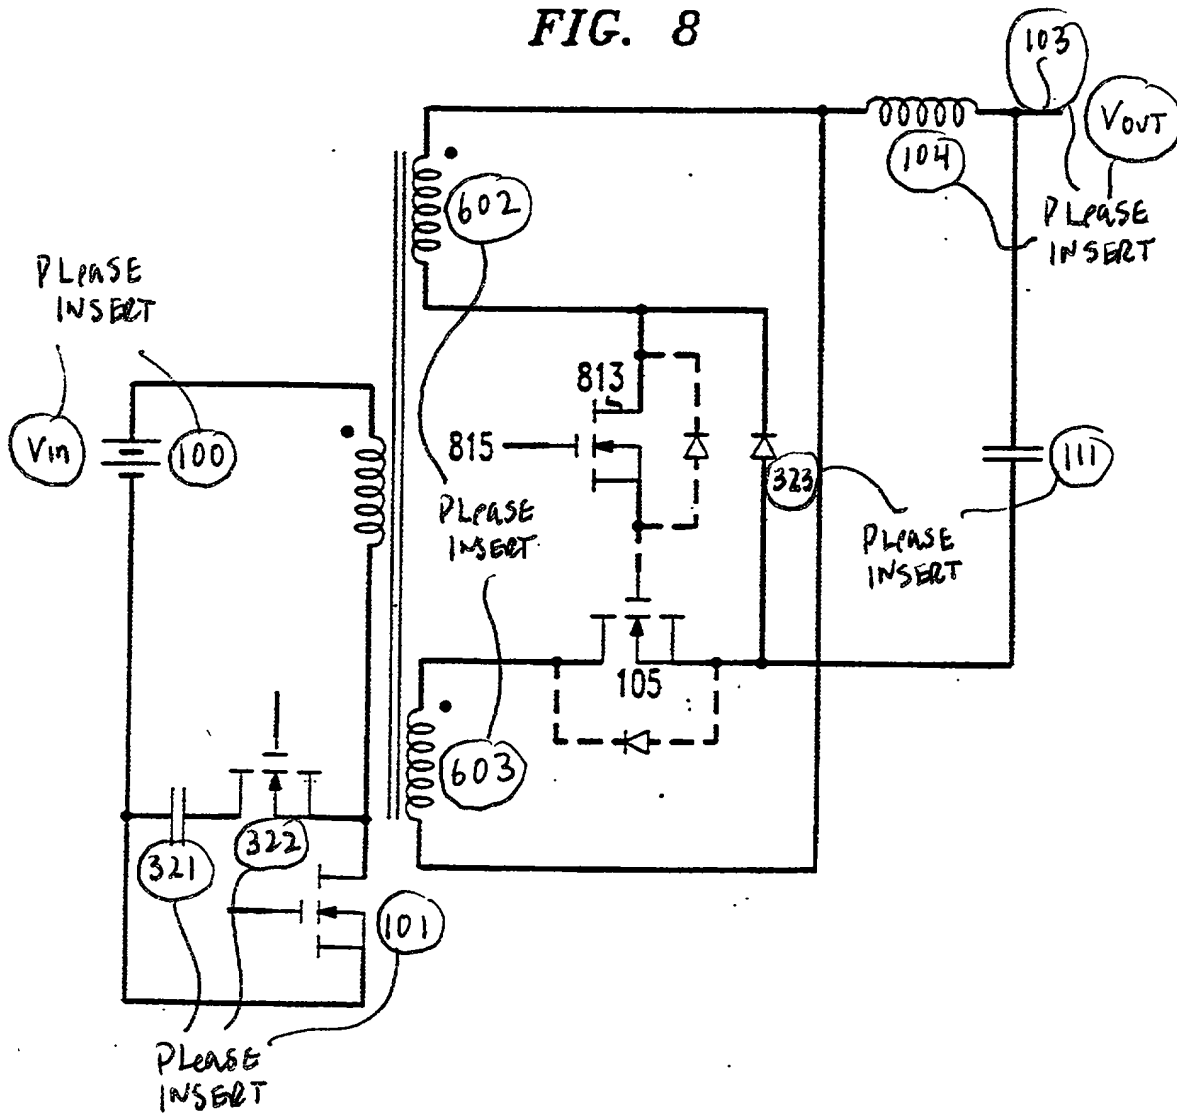 FIG. 8
103
VOUT
104
PLeaSE
INSERT
602
PLeaSE
INSERT
Vin
100
813
815
323
111
PLeaSE
INSERT
PLeaSE
INSERT
105
603
321
322
101
PLeaSE
INSERT